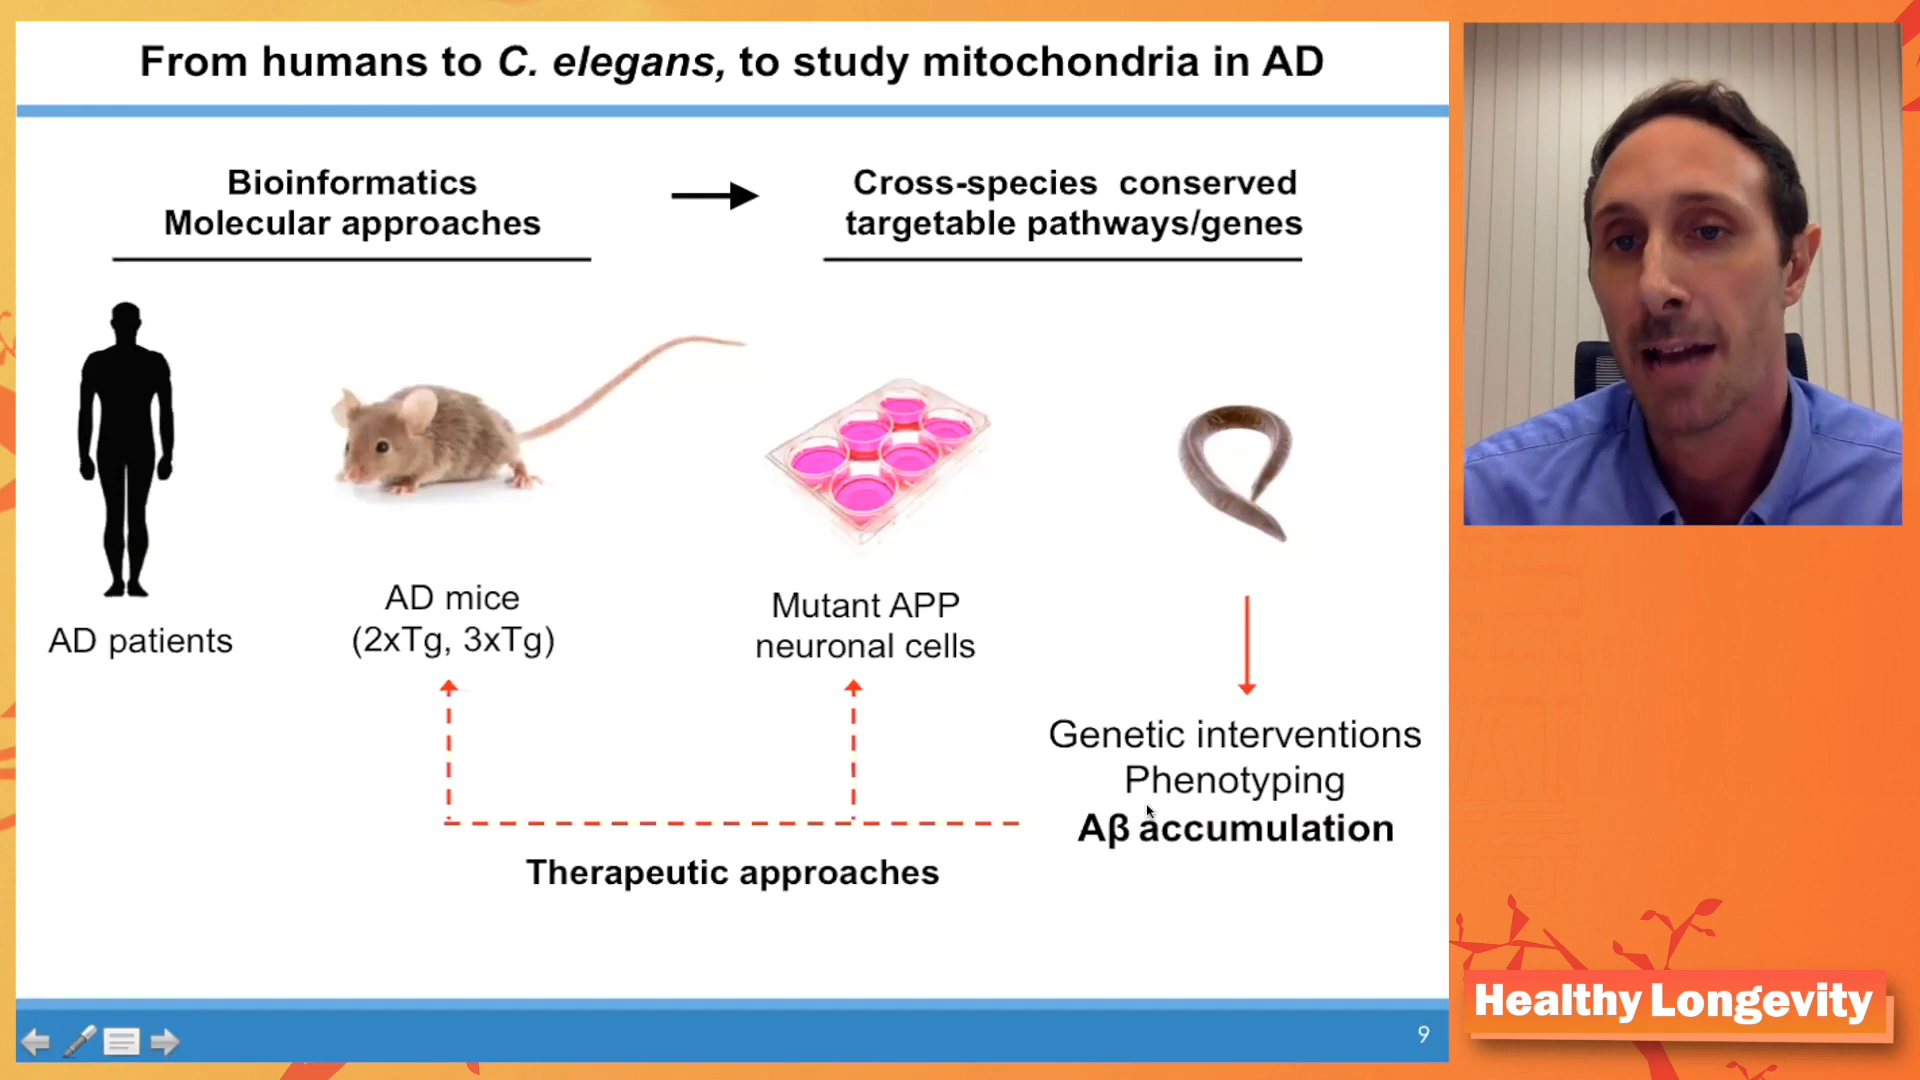 From humans to C. elegans, to study mitochondria in AD
Bioinformatics
Molecular approaches
Cross-species conserved
targetable pathways/genes
AD patients
AD mice
(2xTg, 3xTg)
Mutant APP
neuronal cells
Genetic interventions
Phenotyping
Aβ accumulation
Therapeutic approaches
9
Healthy Longevity